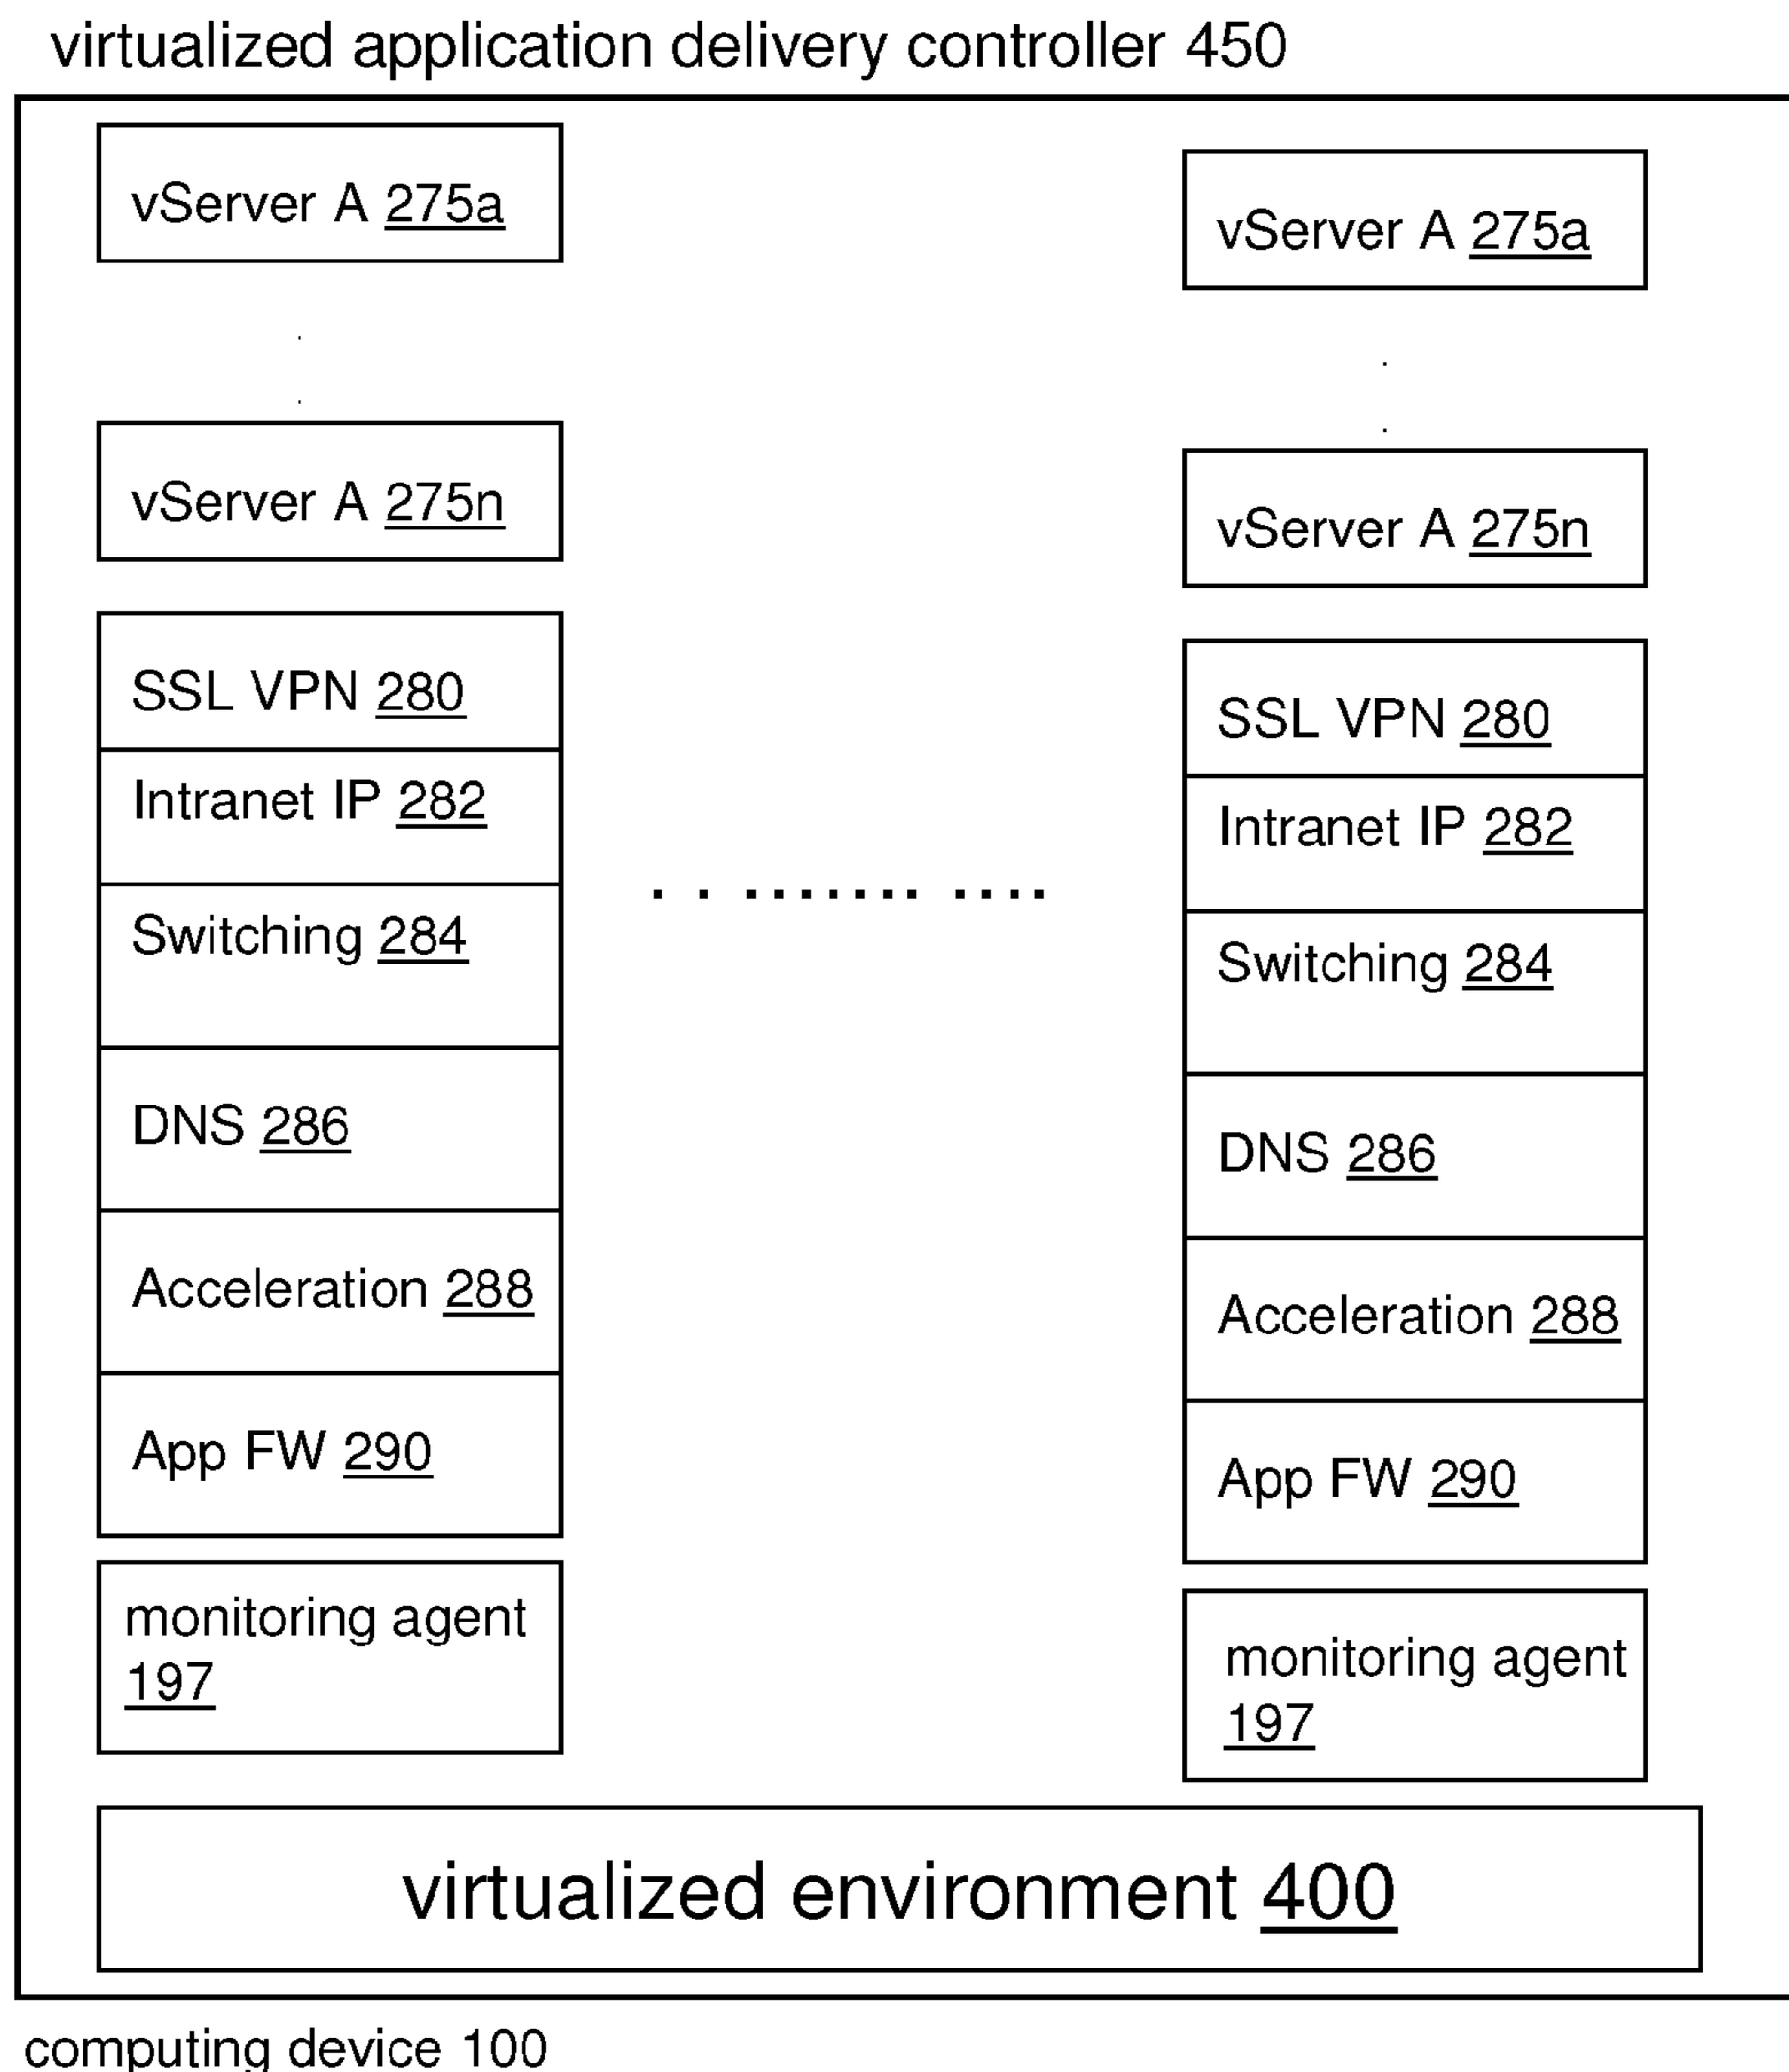 virtualized application delivery controller 450
vServer A 275a
vServer A 275n
SSL VPN 280
Intranet IP 282
Switching 284
DNS 286
Acceleration 288
App FW 290
monitoring agent
197
vServer A 275a
vServer A 275n
SSL VPN 280
Intranet IP 282
Switching 284
DNS 286
Acceleration 288
App FW 290
monitoring agent
197
virtualized environment 400
computing device 100